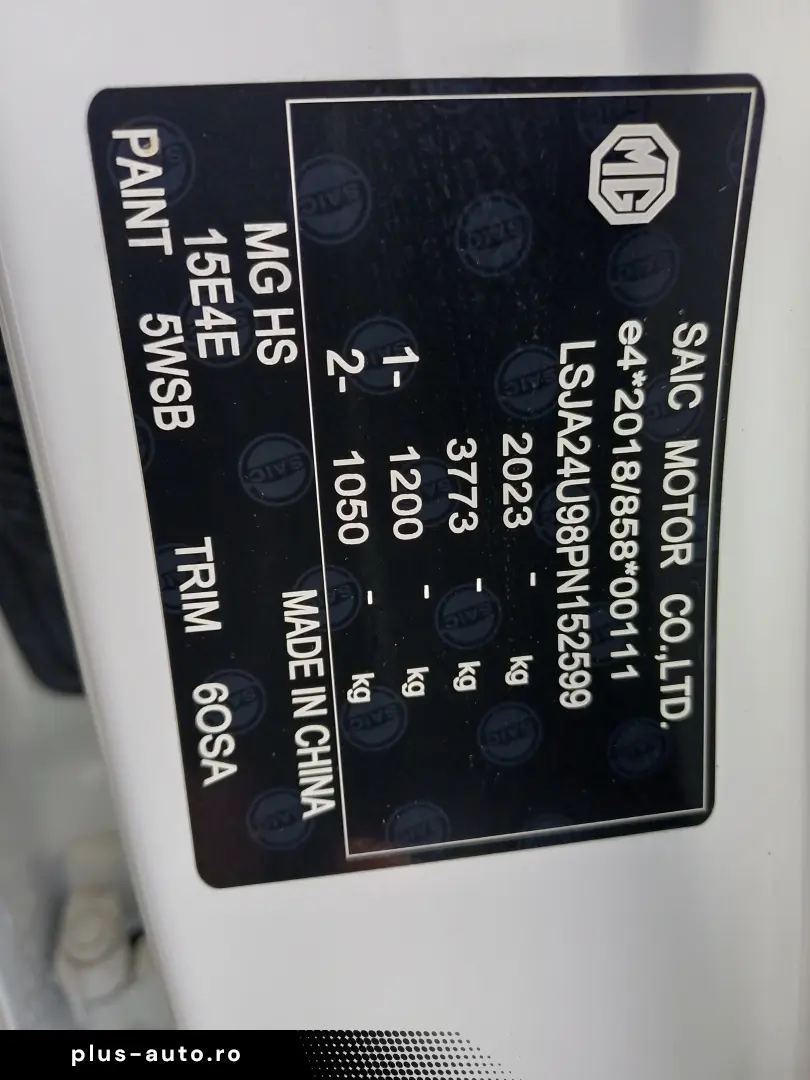 MG
SAIC MOTOR CO.,LTD.
e4*2018/858*00111
LSJA24U98PN152599
2023 - kg
3773 - kg
1- 1200 - kg
2- 1050 - kg
MG HS MADE IN CHINA
15E4E
PAINT 5WSB TRIM 6OSA
plus-auto.ro